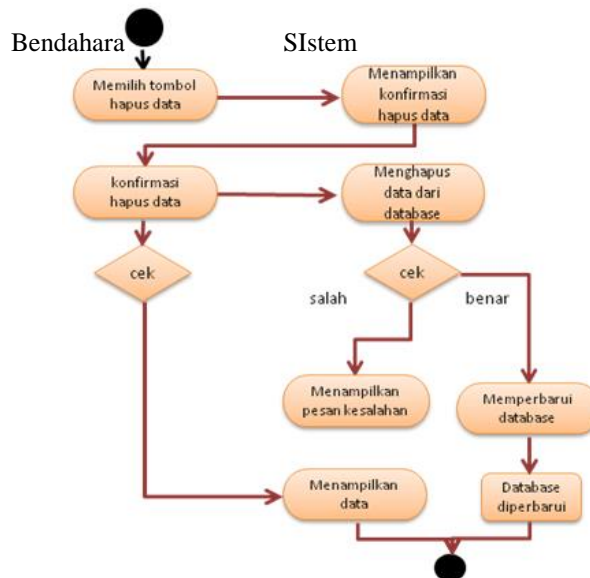 Bendahara
SIstem
Memilih tombol
hapus data
Menampilkan
konfirmasi
hapus data
konfirmasi
hapus data
Menghapus
data dari
database
cek
cek
salah
benar
Menampilkan
pesan kesalahan
Memperbarui
database
Menampilkan
data
Database
diperbarui